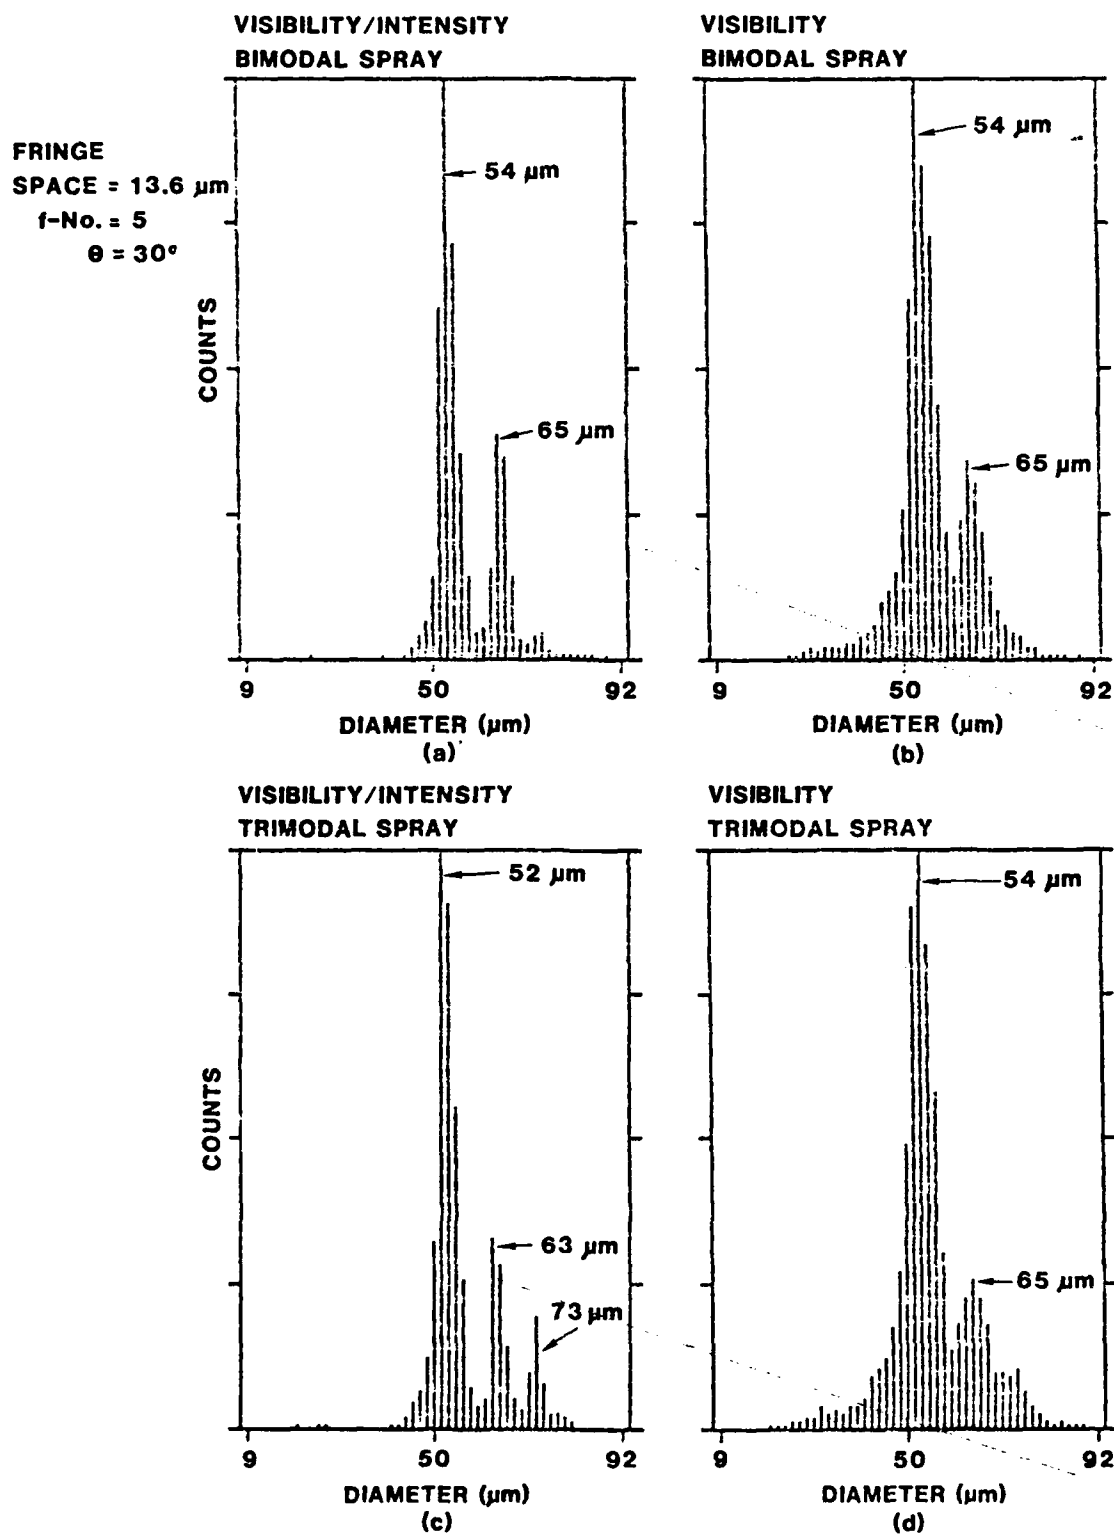 VISIBILITY/INTENSITY
BIMODAL SPRAY
VISIBILITY
BIMODAL SPRAY
FRINGE
SPACE = 13.6 µm
f-No. = 5
θ = 30°
COUNTS
54 µm
65 µm
54 µm
65 µm
9 50 92
DIAMETER (µm)
(a)
9 50 92
DIAMETER (µm)
(b)
VISIBILITY/INTENSITY
TRIMODAL SPRAY
VISIBILITY
TRIMODAL SPRAY
COUNTS
52 µm
63 µm
73 µm
54 µm
65 µm
9 50 92
DIAMETER (µm)
(c)
9 50 92
DIAMETER (µm)
(d)